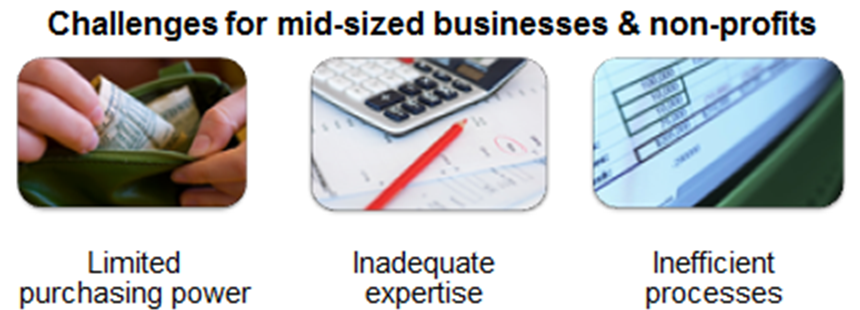 Challenges for mid-sized businesses & non-profits
Limited
purchasing power
Inadequate
expertise
Inefficient
processes